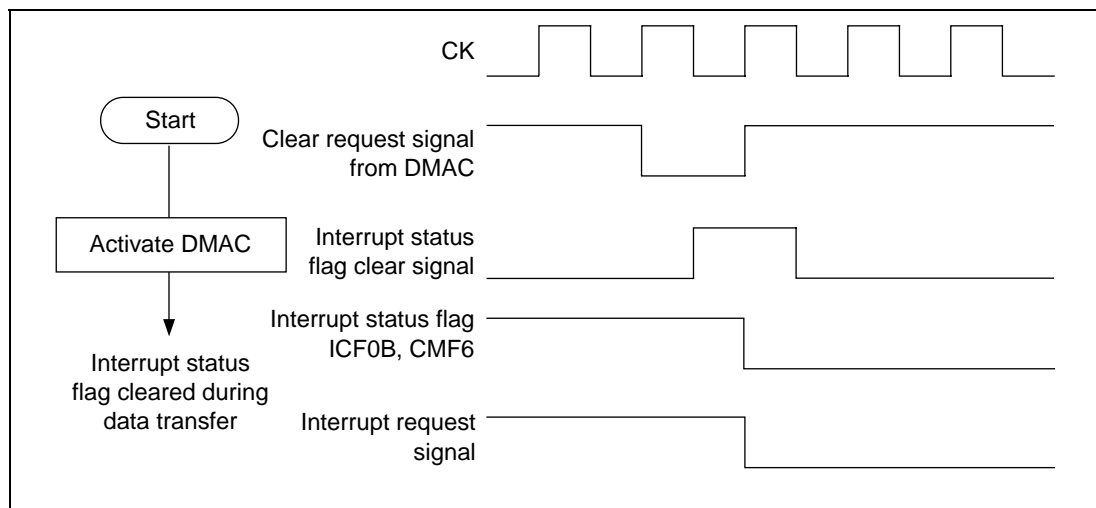 Start
Activate DMAC
Interrupt status
flag cleared during
data transfer
CK
Clear request signal
from DMAC
Interrupt status
flag clear signal
Interrupt status flag
ICF0B, CMF6
Interrupt request
signal